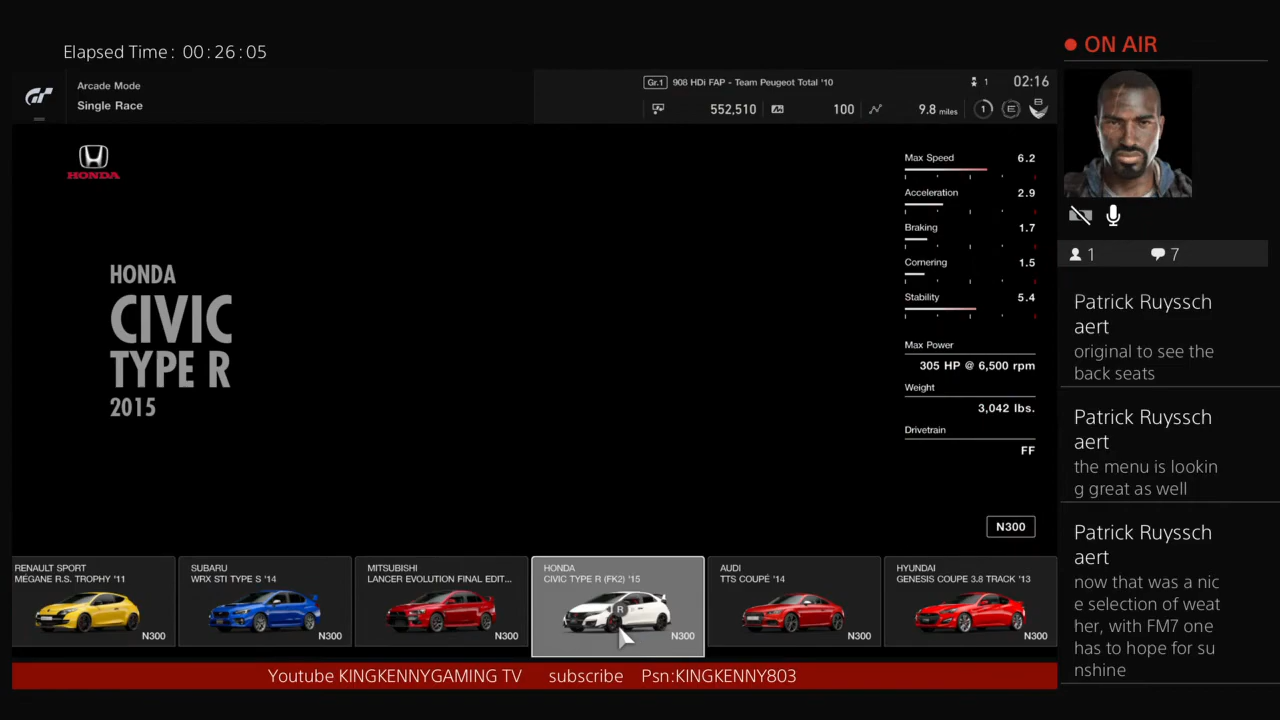 Elapsed Time: 00:26:05
ON AIR
Arcade Mode
Single Race
Gr.1 908 HDi FAP - Team Peugeot Total '10
1 02:16
552,510 100 9.8 miles 1 E B
HONDA
HONDA
CIVIC
TYPE R
2015
Max Speed 6.2
Acceleration 2.9
Braking 1.7
Cornering 1.5
Stability 5.4
Max Power
305 HP @ 6,500 rpm
Weight
3,042 lbs.
Drivetrain
FF
N300
RENAULT SPORT
MÉGANE R.S. TROPHY '11
N300
SUBARU
WRX STI TYPE S '14
N300
MITSUBISHI
LANCER EVOLUTION FINAL EDIT...
N300
HONDA
CIVIC TYPE R (FK2) '15
R
N300
AUDI
TTS COUPÉ '14
N300
HYUNDAI
GENESIS COUPE 3.8 TRACK '13
N300
Youtube KINGKENNYGAMING TV subscribe Psn:KINGKENNY803
1 7
Patrick Ruyssch
aert
original to see the
back seats
Patrick Ruyssch
aert
the menu is lookin
g great as well
Patrick Ruyssch
aert
now that was a nic
e selection of weat
her, with FM7 one
has to hope for su
nshine